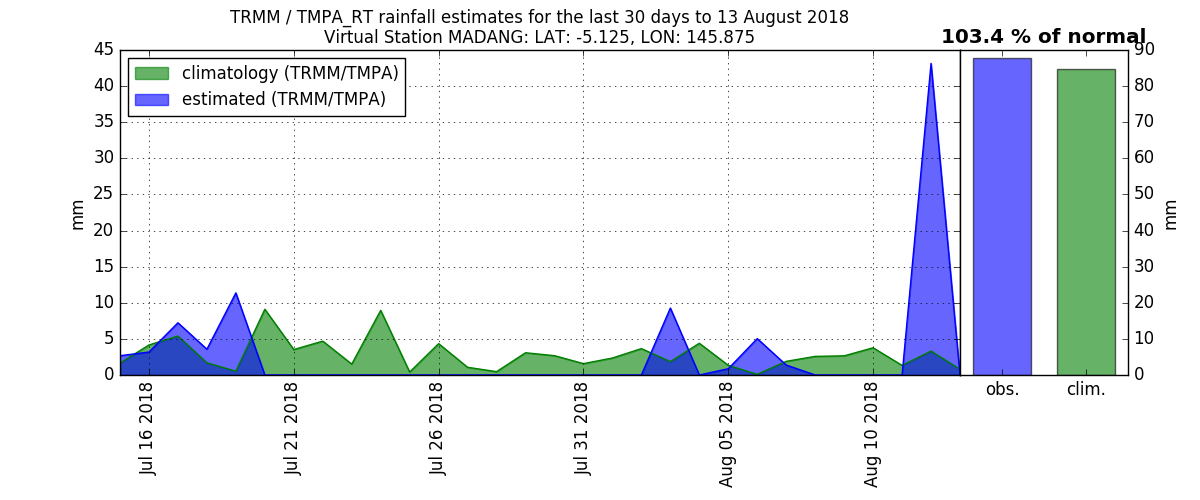 TRMM / TMPA_RT rainfall estimates for the last 30 days to 13 August 2018
Virtual Station MADANG: LAT: -5.125, LON: 145.875
103.4 % of normal
climatology (TRMM/TMPA)
estimated (TRMM/TMPA)
mm
45
40
35
30
25
20
15
10
5
0
Jul 16 2018
Jul 21 2018
Jul 26 2018
Jul 31 2018
Aug 05 2018
Aug 10 2018
obs.
clim.
90
80
70
60
50
40
30
20
10
0
mm